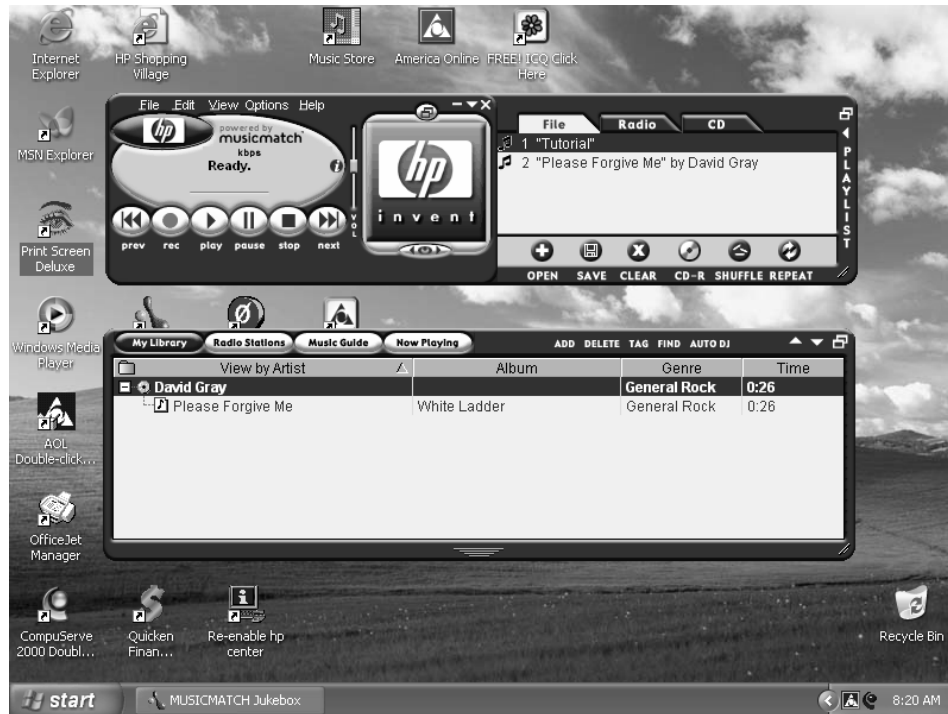 Internet
Explorer
HP Shopping
Village
Music Store
America Online
FREE! ICQ Click
Here
MSN Explorer
Print Screen
Deluxe
Windows Media
Player
AOL
Double-click...
OfficeJet
Manager
CompuServe
2000 Doubl...
Quicken
Finan...
Re-enable hp
center
Recycle Bin
File Edit View Options Help
hp
powered by
musicmatch
kbps
Ready.
prev rec play pause stop next
VOL
hp
invent
File Radio CD
1 "Tutorial"
2 "Please Forgive Me" by David Gray
PLAYLIST
OPEN SAVE CLEAR CD-R SHUFFLE REPEAT
My Library Radio Stations Music Guide Now Playing ADD DELETE TAG FIND AUTO DJ
View by Artist Album Genre Time
David Gray General Rock 0:26
Please Forgive Me White Ladder General Rock 0:26
start MUSICMATCH Jukebox 8:20 AM